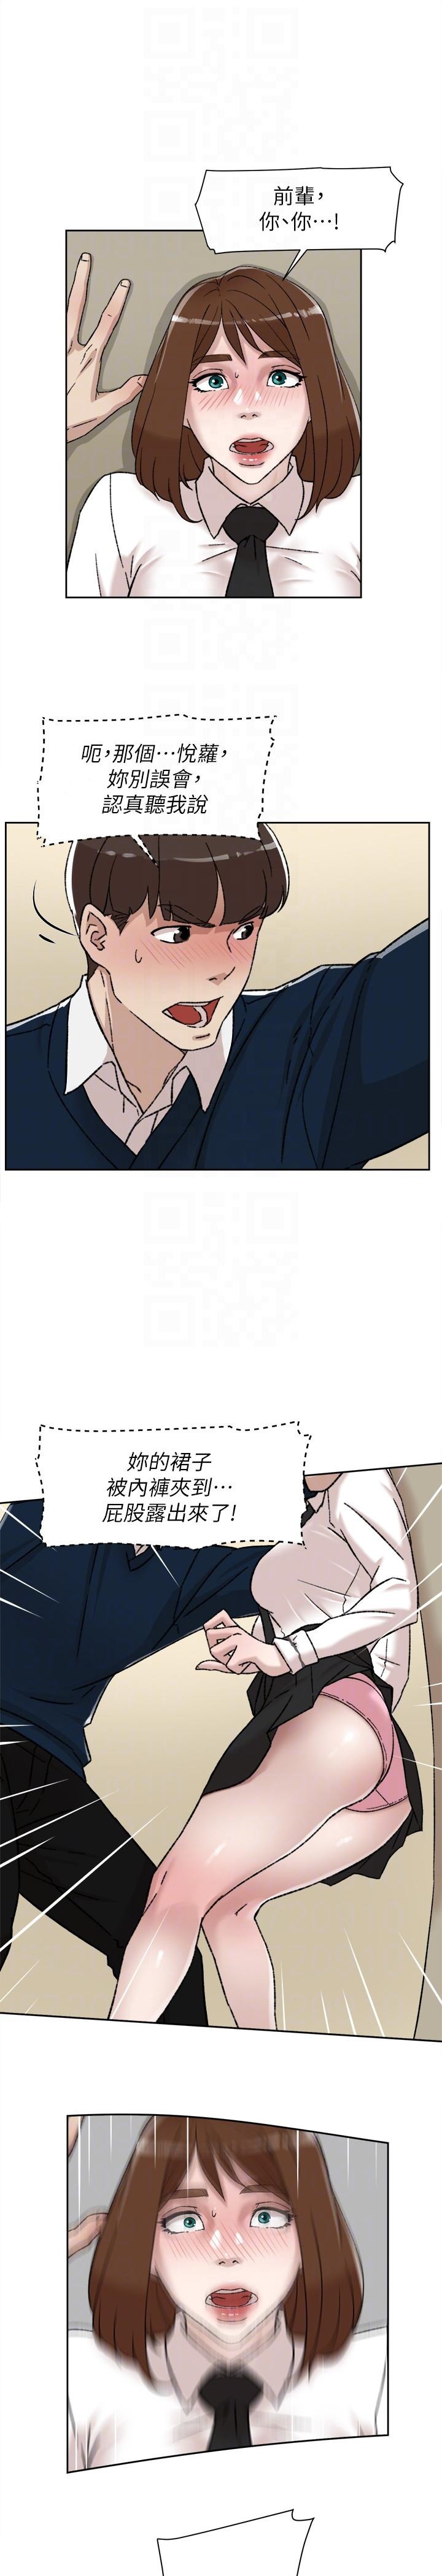 前輩，
你、你…！
呃，那個…悅蘿，
妳別誤會，
認真聽我說
妳的裙子
被內褲夾到…
屁股露出來了！